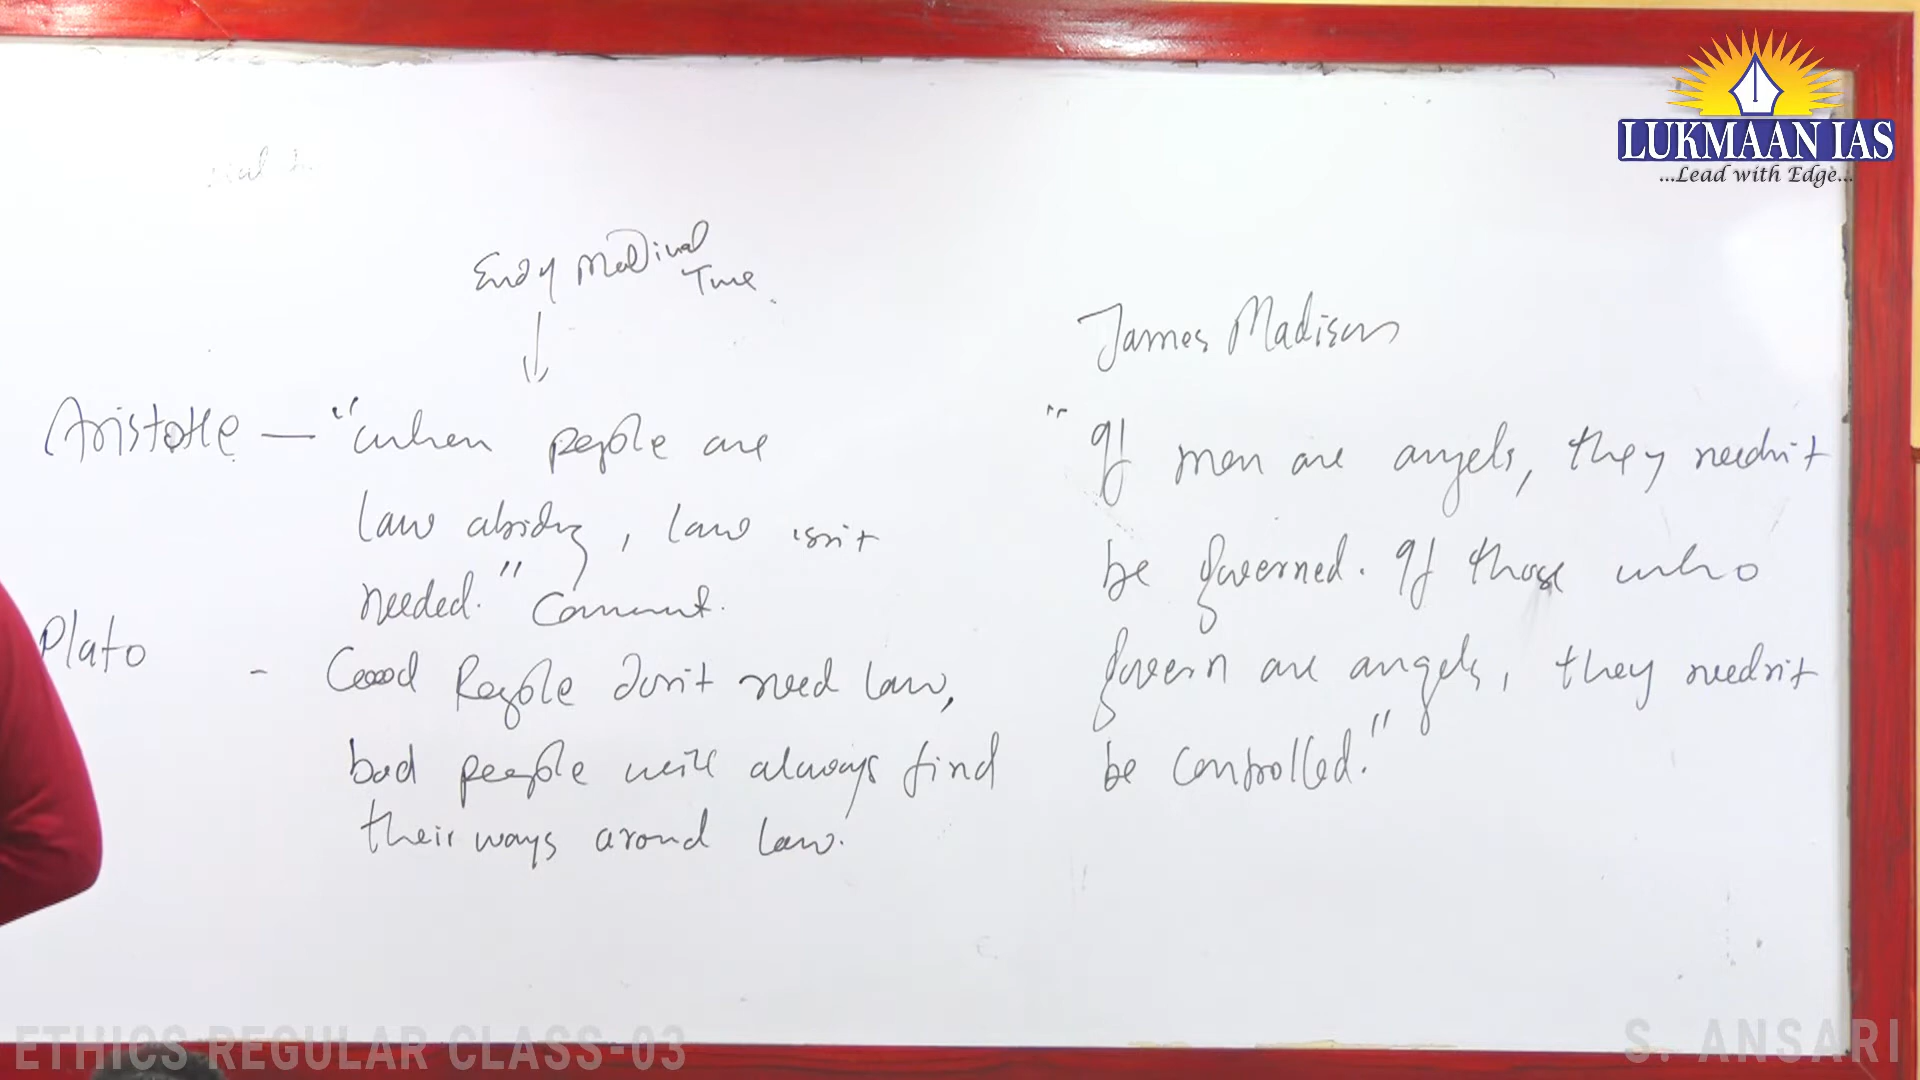 LUKMAAN IAS
...Lead with Edge...
End of Medival
Time
Aristotle — "when people are
law abiding, law isn't
needed." Comment.
Plato
- Good People don't need law,
bad people will always find
their ways around law.
James Madison
"If men are angels, they needn't
be governed. If those who
govern are angels, they needn't
be controlled."
ETHICS REGULAR CLASS-03
S. ANSARI